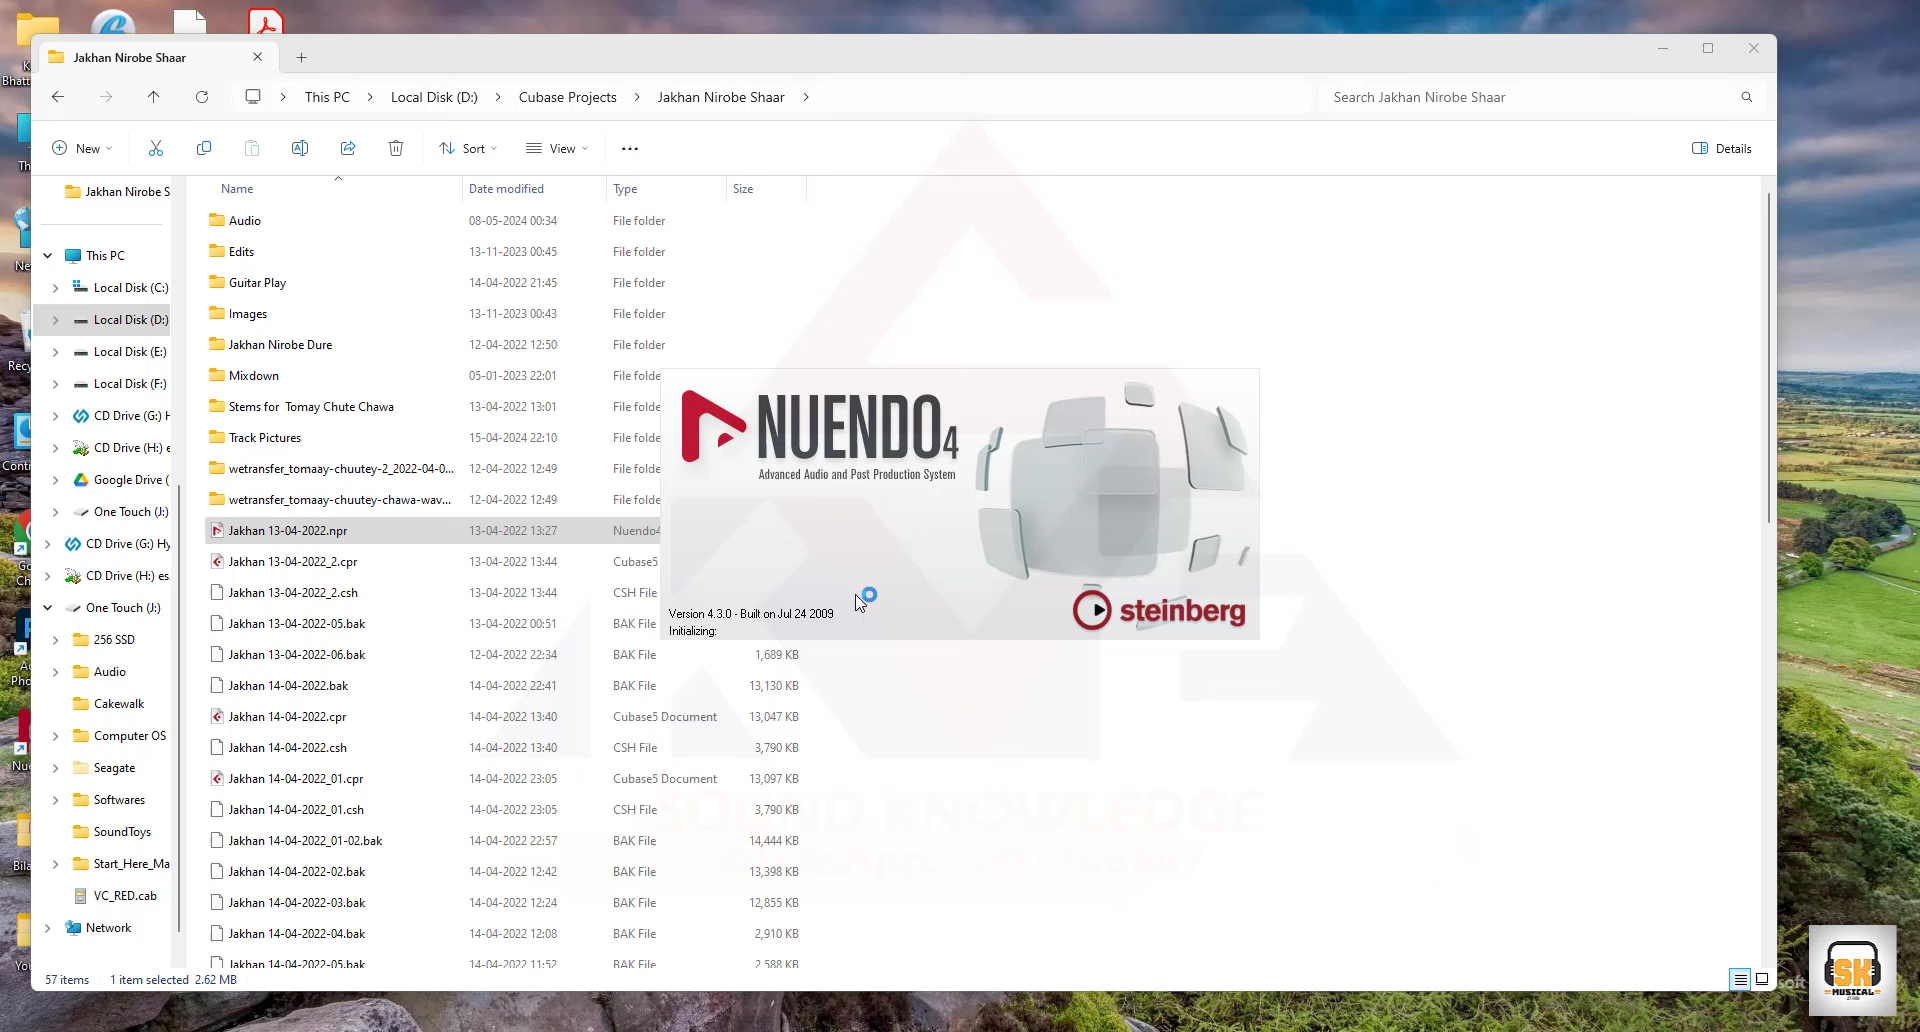 Jakhan Nirobe Shaar
This PC
Local Disk (D:)
Cubase Projects
Jakhan Nirobe Shaar
Search Jakhan Nirobe Shaar
New
Sort
View
Details
Jakhan Nirobe S
This PC
Local Disk (C:)
Local Disk (D:)
Local Disk (E:)
Local Disk (F:)
CD Drive (G:) H
CD Drive (H:) e
Google Drive (
One Touch (J:)
CD Drive (G:) Hy
CD Drive (H:) es
One Touch (J:)
256 SSD
Audio
Cakewalk
Computer OS
Seagate
Softwares
SoundToys
Start_Here_Ma
VC_RED.cab
Network
Name Date modified Type Size
Audio 08-05-2024 00:34 File folder
Edits 13-11-2023 00:45 File folder
Guitar Play 14-04-2022 21:45 File folder
Images 13-11-2023 00:43 File folder
Jakhan Nirobe Dure 12-04-2022 12:50 File folder
Mixdown 05-01-2023 22:01 File folde
Stems for Tomay Chute Chawa 13-04-2022 13:01 File folde
Track Pictures 15-04-2024 22:10 File folde
wetransfer_tomaay-chuutey-2_2022-04-0... 12-04-2022 12:49 File folde
wetransfer_tomaay-chuutey-chawa-wav... 12-04-2022 12:49 File folde
Jakhan 13-04-2022.npr 13-04-2022 13:27 Nuendo4
Jakhan 13-04-2022_2.cpr 13-04-2022 13:44 Cubase5
Jakhan 13-04-2022_2.csh 13-04-2022 13:44 CSH File
Jakhan 13-04-2022-05.bak 13-04-2022 00:51 BAK File
Jakhan 13-04-2022-06.bak 12-04-2022 22:34 BAK File 1,689 KB
Jakhan 14-04-2022.bak 14-04-2022 22:41 BAK File 13,130 KB
Jakhan 14-04-2022.cpr 14-04-2022 13:40 Cubase5 Document 13,047 KB
Jakhan 14-04-2022.csh 14-04-2022 13:40 CSH File 3,790 KB
Jakhan 14-04-2022_01.cpr 14-04-2022 23:05 Cubase5 Document 13,097 KB
Jakhan 14-04-2022_01.csh 14-04-2022 23:05 CSH File 3,790 KB
Jakhan 14-04-2022_01-02.bak 14-04-2022 22:57 BAK File 14,444 KB
Jakhan 14-04-2022-02.bak 14-04-2022 12:42 BAK File 13,398 KB
Jakhan 14-04-2022-03.bak 14-04-2022 12:24 BAK File 12,855 KB
Jakhan 14-04-2022-04.bak 14-04-2022 12:08 BAK File 2,910 KB
Jakhan 14-04-2022-05.bak 14-04-2022 11:52 BAK File 2,588 KB
NUENDO4
Advanced Audio and Post Production System
Version 4.3.0 - Built on Jul 24 2009
Initializing:
steinberg
SOUND KNOWLEDGE
57 items 1 item selected 2.62 MB
SK
MUSICAL